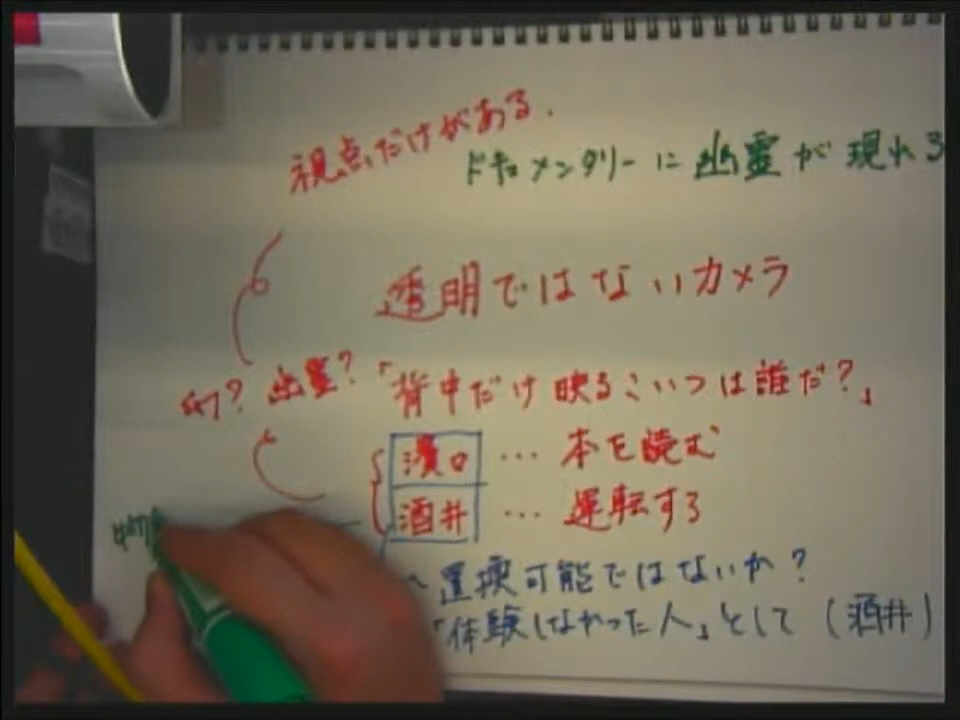 視点だけがある.
ドキュメンタリーに幽霊が現れる
透明ではないカメラ
幽霊?「背中だけ映るこいつは誰だ?」
濱口 … 本を読む
酒井 … 運転する
置換可能ではないか?
「体験しなかった人」として (酒井)